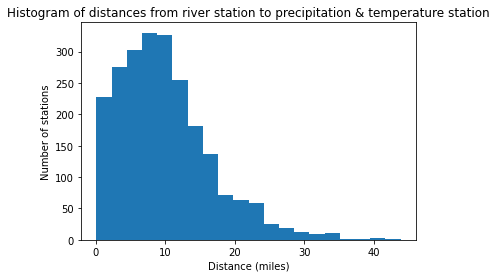 Histogram of distances from river station to precipitation & temperature station
300
250
200
150
100
50
0
Number of stations
0 10 20 30 40
Distance (miles)